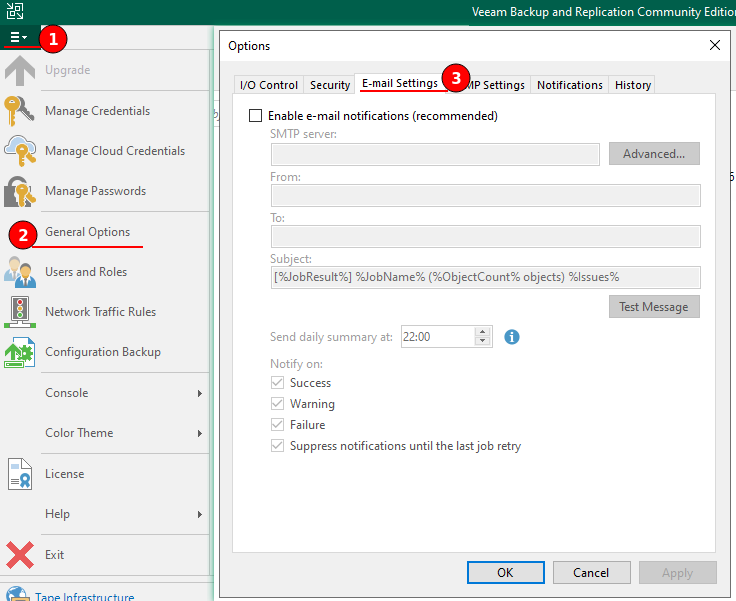 Veeam Backup and Replication Community Edition
1
Upgrade
Manage Credentials
Manage Cloud Credentials
Manage Passwords
2
General Options
Users and Roles
Network Traffic Rules
Configuration Backup
Console
Color Theme
License
Help
Exit
Tape Infrastructure
Options
I/O Control Security E-mail Settings 3 MP Settings Notifications History
Enable e-mail notifications (recommended)
SMTP server:
Advanced...
From:
To:
Subject:
[%JobResult%] %JobName% (%ObjectCount% objects) %Issues%
Test Message
Send daily summary at: 22:00
Notify on:
Success
Warning
Failure
Suppress notifications until the last job retry
OK Cancel Apply